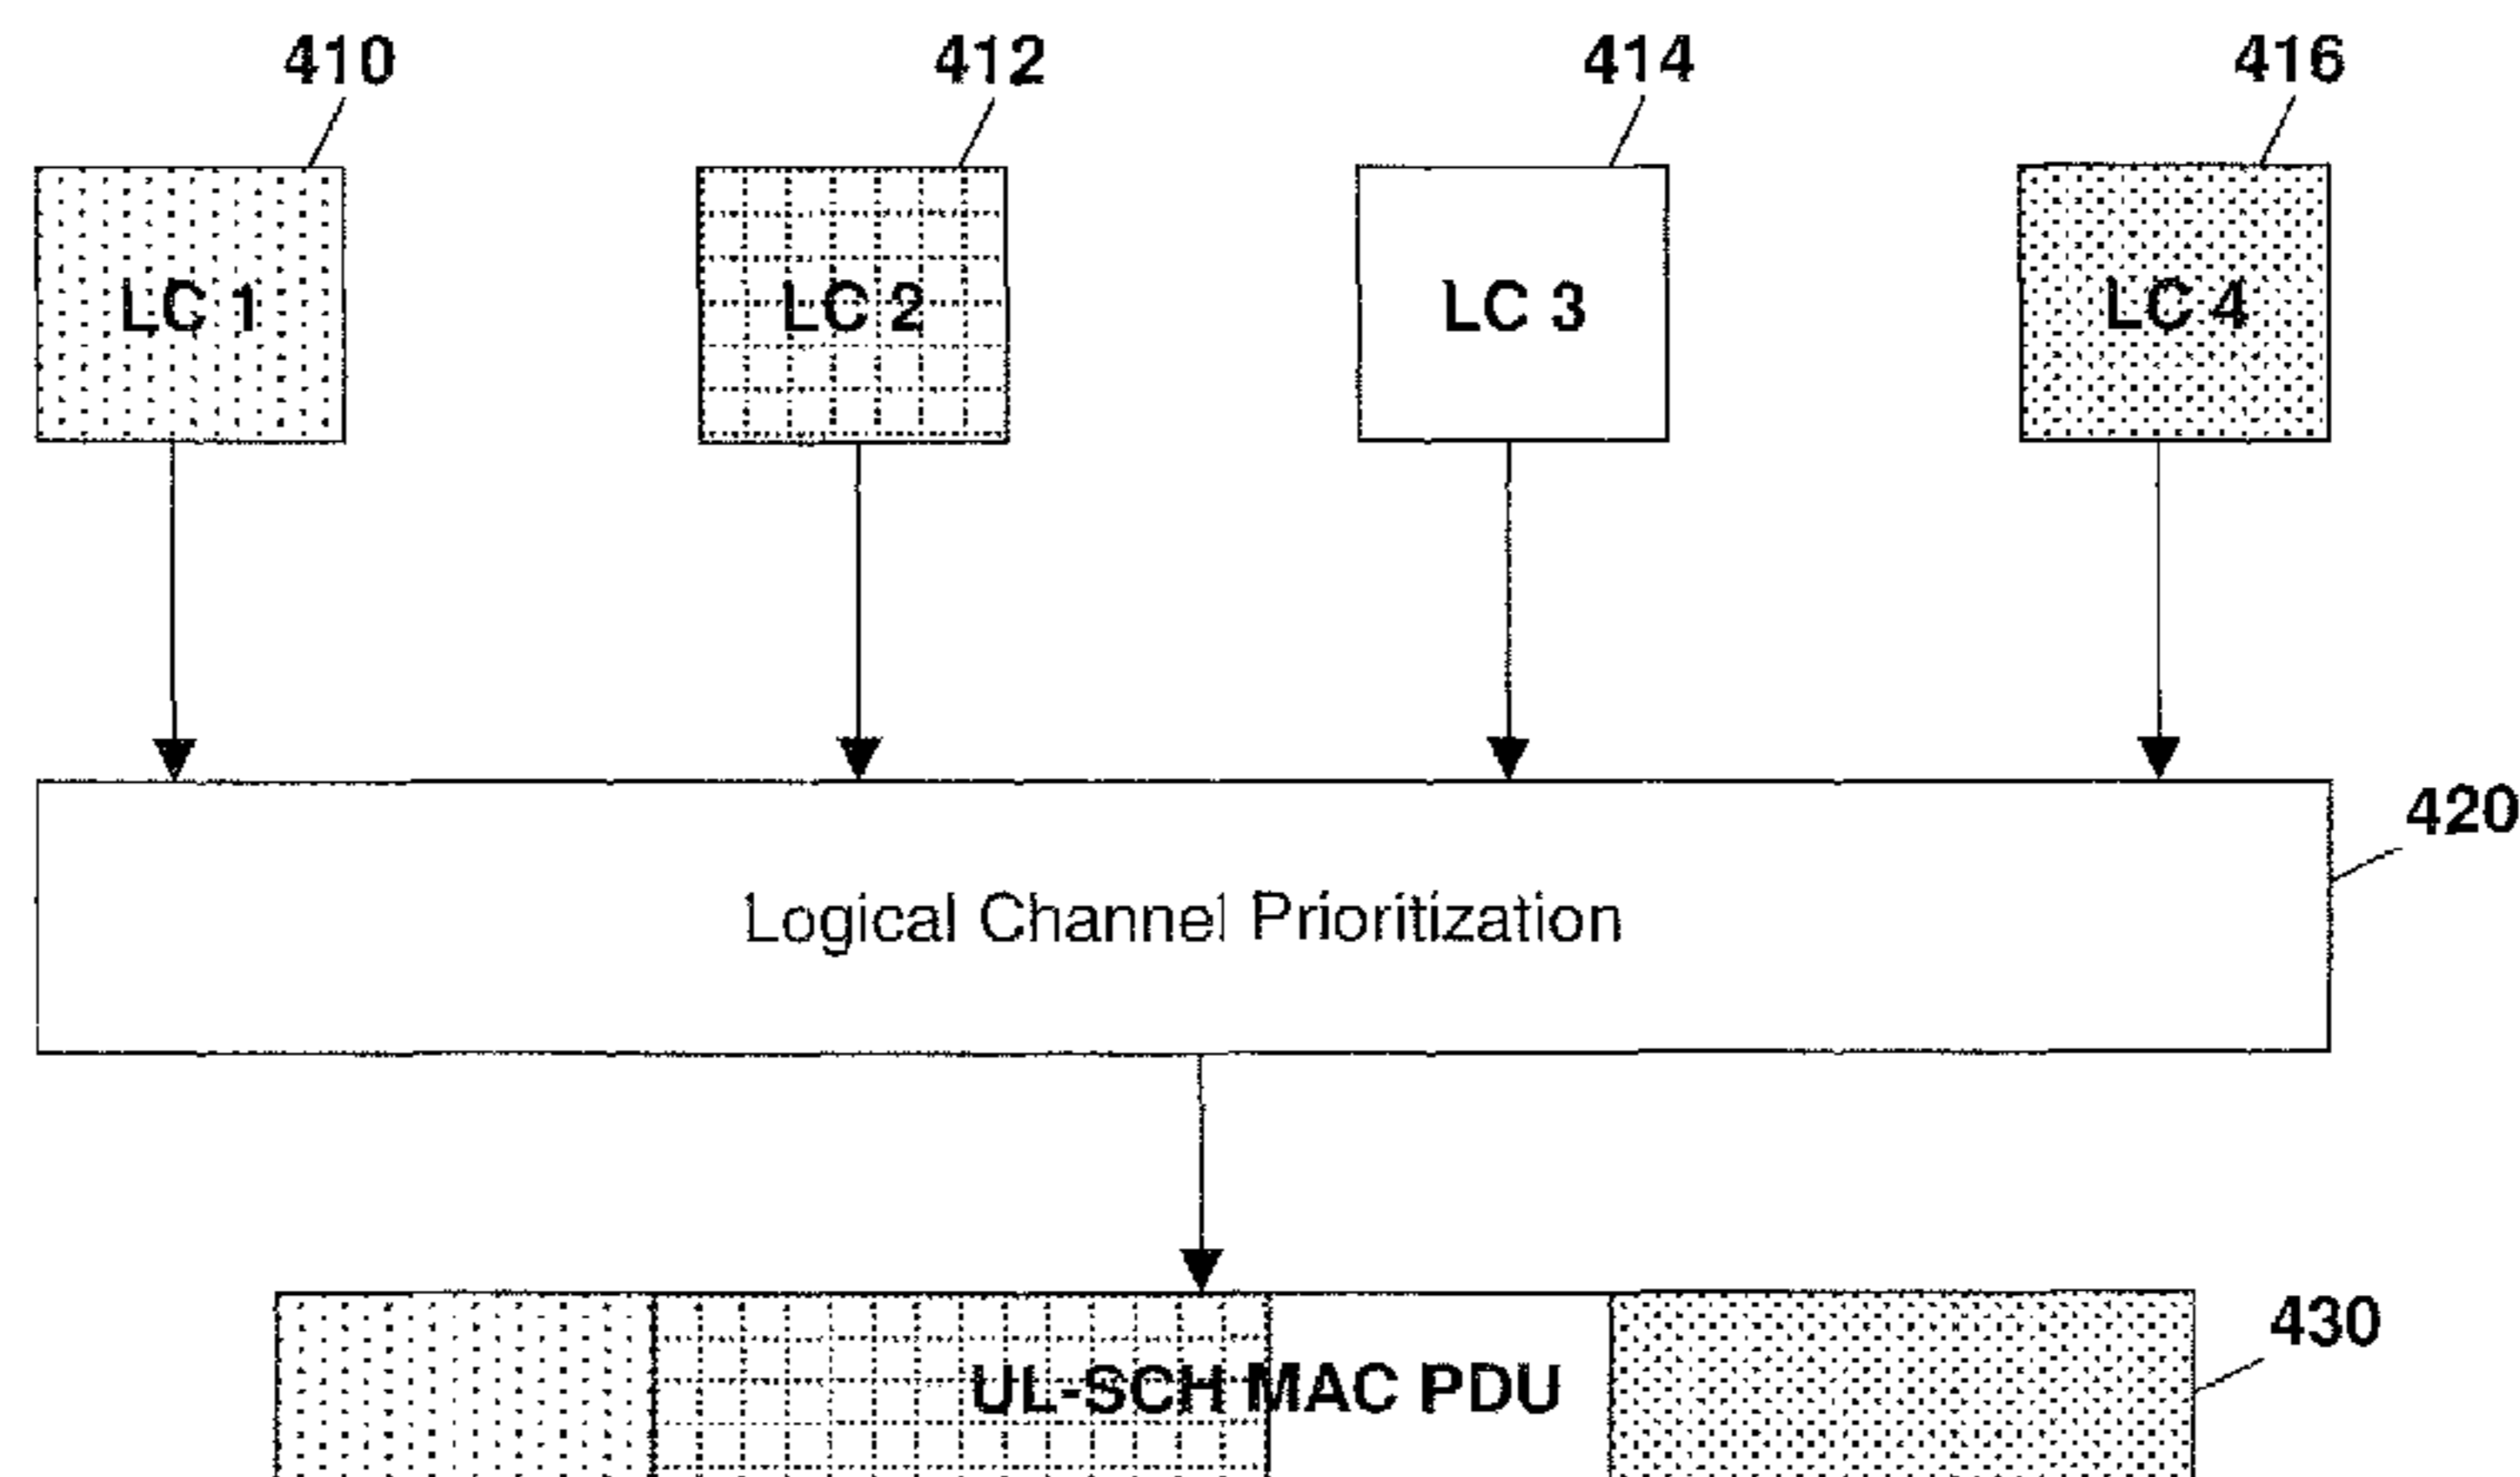 410 412 414 416
LC 1 LC 2 LC 3 LC 4
420
Logical Channel Prioritization
430
UL-SCH MAC PDU